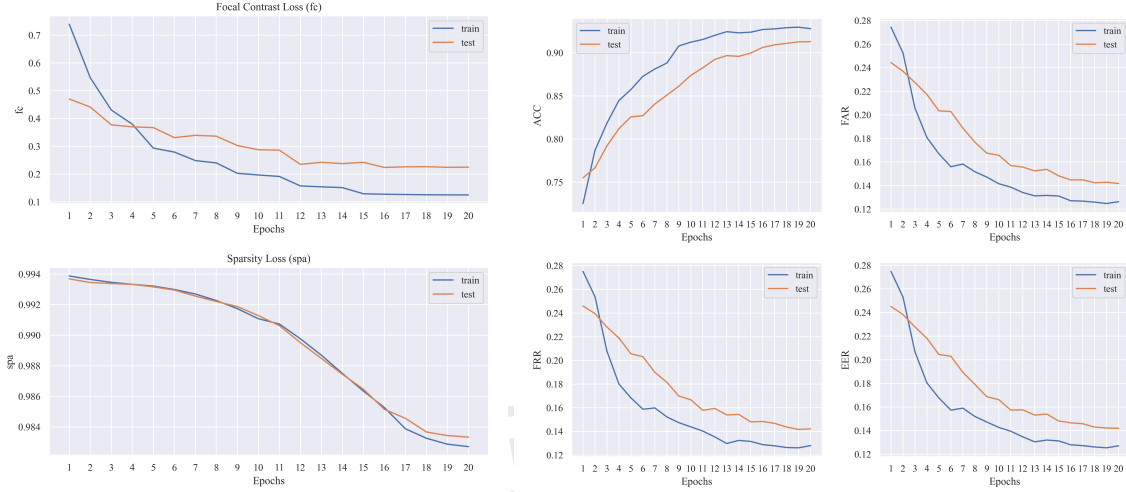 Focal Contrast Loss (fc)
train
test
0.7
0.6
0.5
0.4
0.3
0.2
0.1
fc
1 2 3 4 5 6 7 8 9 10 11 12 13 14 15 16 17 18 19 20
Epochs
Sparsity Loss (spa)
train
test
0.994
0.992
0.990
0.988
0.986
0.984
spa
1 2 3 4 5 6 7 8 9 10 11 12 13 14 15 16 17 18 19 20
Epochs
train
test
0.90
0.85
0.80
0.75
ACC
1 2 3 4 5 6 7 8 9 10 11 12 13 14 15 16 17 18 19 20
Epochs
train
test
0.28
0.26
0.24
0.22
0.20
0.18
0.16
0.14
0.12
FAR
1 2 3 4 5 6 7 8 9 10 11 12 13 14 15 16 17 18 19 20
Epochs
train
test
0.28
0.26
0.24
0.22
0.20
0.18
0.16
0.14
0.12
FRR
1 2 3 4 5 6 7 8 9 10 11 12 13 14 15 16 17 18 19 20
Epochs
train
test
0.28
0.26
0.24
0.22
0.20
0.18
0.16
0.14
0.12
EER
1 2 3 4 5 6 7 8 9 10 11 12 13 14 15 16 17 18 19 20
Epochs